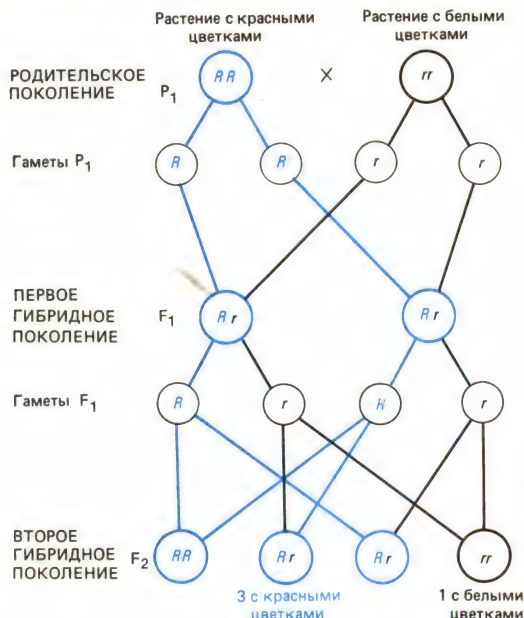 Растение с красными
цветками
Растение с белыми
цветками
РОДИТЕЛЬСКОЕ
ПОКОЛЕНИЕ
P1
RR
×
rr
Гаметы P1
R
R
r
r
ПЕРВОЕ
ГИБРИДНОЕ
ПОКОЛЕНИЕ
F1
Rr
Rr
Гаметы F1
R
r
R
r
ВТОРОЕ
ГИБРИДНОЕ
ПОКОЛЕНИЕ
F2
RR
Rr
Rr
rr
3 с красными
цветками
1 с белыми
цветками